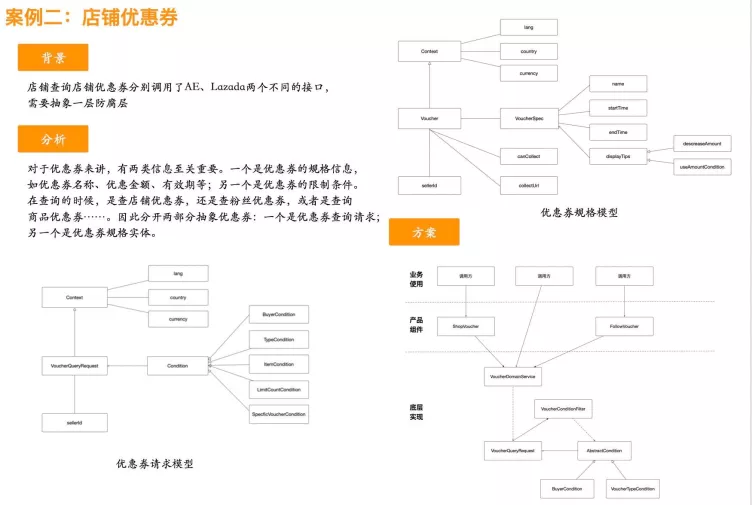 案例二：店铺优惠券
背景
店铺查询店铺优惠券分别调用了AE、Lazada两个不同的接口，
需要抽象一层防腐层
分析
对于优惠券来讲，有两类信息至关重要。一个是优惠券的规格信息，
如优惠券名称、优惠金额、有效期等；另一个是优惠券的限制条件。
在查询的时候，是查店铺优惠券，还是查粉丝优惠券，或者是查询
商品优惠券……。因此分开两部分抽象优惠券：一个是优惠券查询请求；
另一个是优惠券规格实体。
lang
Context
country
currency
BuyerCondition
TypeCondition
VoucherQueryRequest
Condition
ItemCondition
LimitCountCondition
SpecificVoucherCondition
sellerId
优惠券请求模型
lang
Context
country
currency
name
startTime
Voucher
VoucherSpec
endTime
descreaseAmount
canCollect
displayTips
useAmountCondition
sellerId
collectUrl
优惠券规格模型
方案
业务
使用
调用方
调用方
调用方
产品
组件
ShopVoucher
FollowVoucher
VoucherDomainService
底层
实现
VoucherConditionFilter
VoucherQueryRequest
AbstractCondition
BuyerCondition
VoucherTypeCondition